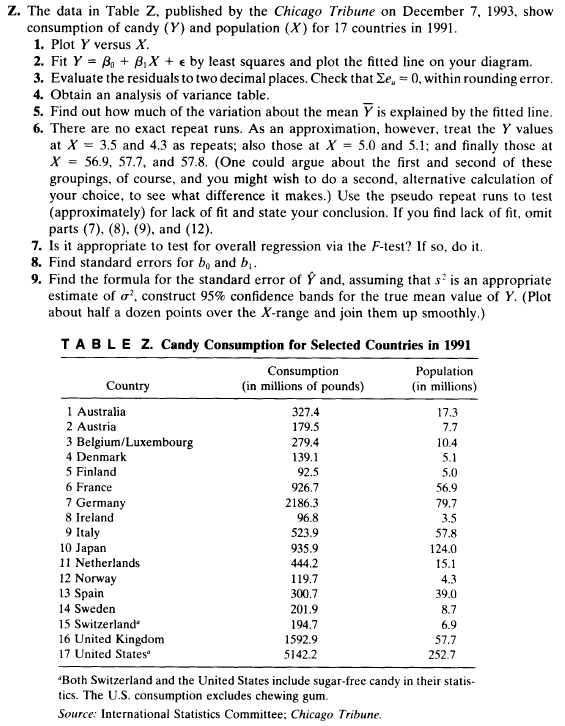 Z. The data in Table Z, published by the Chicago Tribune on December 7, 1993, show
consumption of candy (Y) and population (X) for 17 countries in 1991.
1. Plot Y versus X.
2. Fit Y = β₀ + β₁X + ϵ by least squares and plot the fitted line on your diagram.
3. Evaluate the residuals to two decimal places. Check that Σeᵤ = 0, within rounding error.
4. Obtain an analysis of variance table.
5. Find out how much of the variation about the mean Y̅ is explained by the fitted line.
6. There are no exact repeat runs. As an approximation, however, treat the Y values
at X = 3.5 and 4.3 as repeats; also those at X = 5.0 and 5.1; and finally those at
X = 56.9, 57.7, and 57.8. (One could argue about the first and second of these
groupings, of course, and you might wish to do a second, alternative calculation of
your choice, to see what difference it makes.) Use the pseudo repeat runs to test
(approximately) for lack of fit and state your conclusion. If you find lack of fit, omit
parts (7), (8), (9), and (12).
7. Is it appropriate to test for overall regression via the F-test? If so, do it.
8. Find standard errors for b₀ and b₁.
9. Find the formula for the standard error of Ŷ and, assuming that s² is an appropriate
estimate of σ², construct 95% confidence bands for the true mean value of Y. (Plot
about half a dozen points over the X-range and join them up smoothly.)
TABLE Z. Candy Consumption for Selected Countries in 1991
Consumption Population
Country (in millions of pounds) (in millions)
1 Australia 327.4 17.3
2 Austria 179.5 7.7
3 Belgium/Luxembourg 279.4 10.4
4 Denmark 139.1 5.1
5 Finland 92.5 5.0
6 France 926.7 56.9
7 Germany 2186.3 79.7
8 Ireland 96.8 3.5
9 Italy 523.9 57.8
10 Japan 935.9 124.0
11 Netherlands 444.2 15.1
12 Norway 119.7 4.3
13 Spain 300.7 39.0
14 Sweden 201.9 8.7
15 Switzerlandᵃ 194.7 6.9
16 United Kingdom 1592.9 57.7
17 United Statesᵃ 5142.2 252.7
ᵃBoth Switzerland and the United States include sugar-free candy in their statis-
tics. The U.S. consumption excludes chewing gum.
Source: International Statistics Committee; Chicago Tribune.